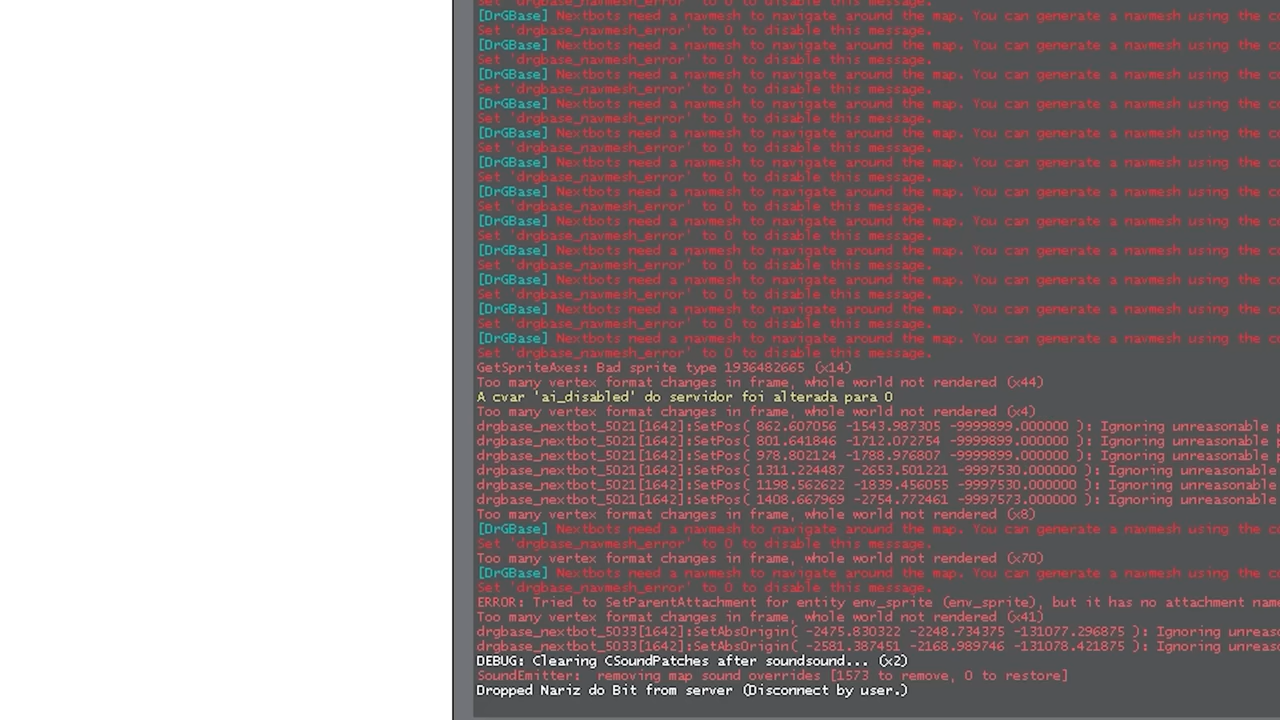 Set 'drgbase_navmesh_error' to 0 to disable this message.
[DrGBase] Nextbots need a navmesh to navigate around the map. You can generate a navmesh using the
Set 'drgbase_navmesh_error' to 0 to disable this message.
[DrGBase] Nextbots need a navmesh to navigate around the map. You can generate a navmesh using the
Set 'drgbase_navmesh_error' to 0 to disable this message.
[DrGBase] Nextbots need a navmesh to navigate around the map. You can generate a navmesh using the
Set 'drgbase_navmesh_error' to 0 to disable this message.
[DrGBase] Nextbots need a navmesh to navigate around the map. You can generate a navmesh using the
Set 'drgbase_navmesh_error' to 0 to disable this message.
[DrGBase] Nextbots need a navmesh to navigate around the map. You can generate a navmesh using the
Set 'drgbase_navmesh_error' to 0 to disable this message.
[DrGBase] Nextbots need a navmesh to navigate around the map. You can generate a navmesh using the
Set 'drgbase_navmesh_error' to 0 to disable this message.
[DrGBase] Nextbots need a navmesh to navigate around the map. You can generate a navmesh using the
Set 'drgbase_navmesh_error' to 0 to disable this message.
[DrGBase] Nextbots need a navmesh to navigate around the map. You can generate a navmesh using the
Set 'drgbase_navmesh_error' to 0 to disable this message.
[DrGBase] Nextbots need a navmesh to navigate around the map. You can generate a navmesh using the
Set 'drgbase_navmesh_error' to 0 to disable this message.
[DrGBase] Nextbots need a navmesh to navigate around the map. You can generate a navmesh using the
Set 'drgbase_navmesh_error' to 0 to disable this message.
[DrGBase] Nextbots need a navmesh to navigate around the map. You can generate a navmesh using the
Set 'drgbase_navmesh_error' to 0 to disable this message.
[DrGBase] Nextbots need a navmesh to navigate around the map. You can generate a navmesh using the
Set 'drgbase_navmesh_error' to 0 to disable this message.
GetSpriteAxes: Bad sprite type 1936482665 (x14)
Too many vertex format changes in frame, whole world not rendered (x44)
A cvar 'ai_disabled' do servidor foi alterada para 0
Too many vertex format changes in frame, whole world not rendered (x4)
drgbase_nextbot_5021[1642]:SetPos( 862.607056 -1543.987305 -9999899.000000 ): Ignoring unreasonable
drgbase_nextbot_5021[1642]:SetPos( 801.641846 -1712.072754 -9999899.000000 ): Ignoring unreasonable
drgbase_nextbot_5021[1642]:SetPos( 978.802124 -1788.976807 -9999899.000000 ): Ignoring unreasonable
drgbase_nextbot_5021[1642]:SetPos( 1311.224487 -2653.501221 -9997530.000000 ): Ignoring unreasonable
drgbase_nextbot_5021[1642]:SetPos( 1198.562622 -1839.456055 -9997530.000000 ): Ignoring unreasonable
drgbase_nextbot_5021[1642]:SetPos( 1408.667969 -2754.772461 -9997573.000000 ): Ignoring unreasonable
Too many vertex format changes in frame, whole world not rendered (x8)
[DrGBase] Nextbots need a navmesh to navigate around the map. You can generate a navmesh using the
Set 'drgbase_navmesh_error' to 0 to disable this message.
Too many vertex format changes in frame, whole world not rendered (x70)
[DrGBase] Nextbots need a navmesh to navigate around the map. You can generate a navmesh using the
Set 'drgbase_navmesh_error' to 0 to disable this message.
ERROR: Tried to SetParentAttachment for entity env_sprite (env_sprite), but it has no attachment
Too many vertex format changes in frame, whole world not rendered (x41)
drgbase_nextbot_5033[1642]:SetAbsOrigin( -2475.830322 -2248.734375 -131077.296875 ): Ignoring
drgbase_nextbot_5033[1642]:SetAbsOrigin( -2581.387451 -2168.989746 -131078.421875 ): Ignoring
DEBUG: Clearing CSoundPatches after soundsound... (x2)
SoundEmitter:  removing map sound overrides [1573 to remove, 0 to restore]
Dropped Nariz do Bit from server (Disconnect by user.)